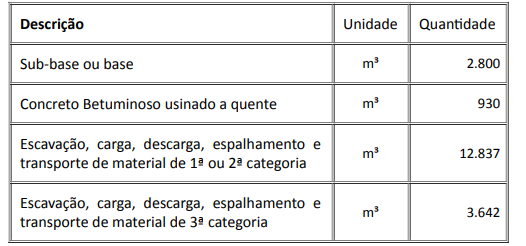 Descrição Unidade Quantidade
Sub-base ou base m³ 2.800
Concreto Betuminoso usinado a quente m³ 930
Escavação, carga, descarga, espalhamento e
transporte de material de 1ª ou 2ª categoria m³ 12.837
Escavação, carga, descarga, espalhamento e
transporte de material de 3ª categoria m³ 3.642